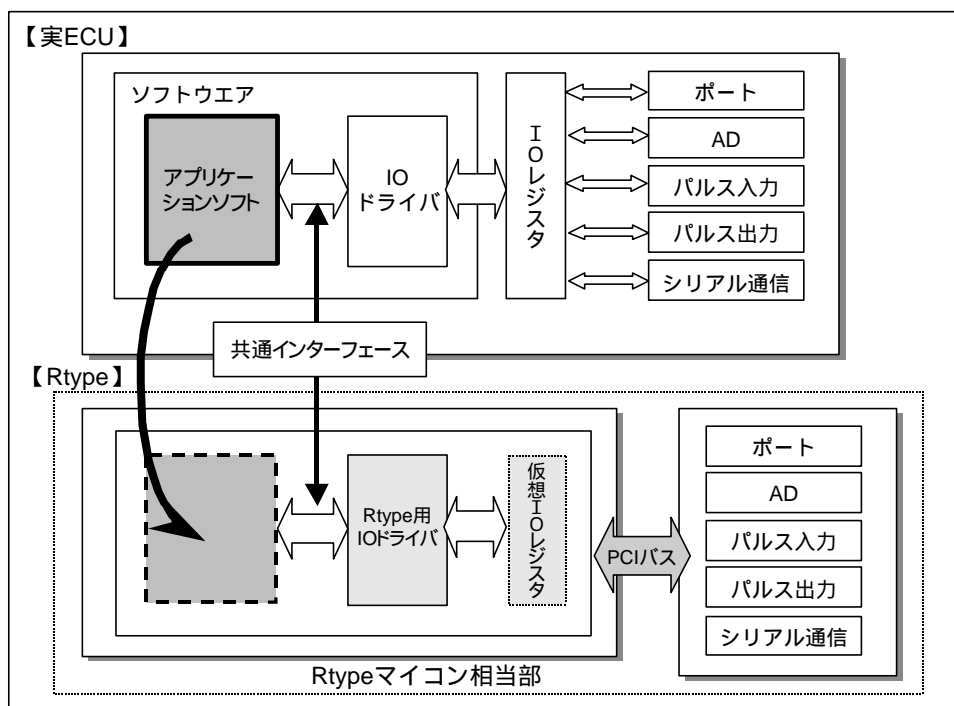 【実ECU】
ソフトウエア
アプリケー
ションソフト
IO
ドライバ
IOレジスタ
ポート
AD
パルス入力
パルス出力
シリアル通信
共通インターフェース
【Rtype】
Rtype用
IOドライバ
仮想IOレジスタ
PCIバス
ポート
AD
パルス入力
パルス出力
シリアル通信
Rtypeマイコン相当部